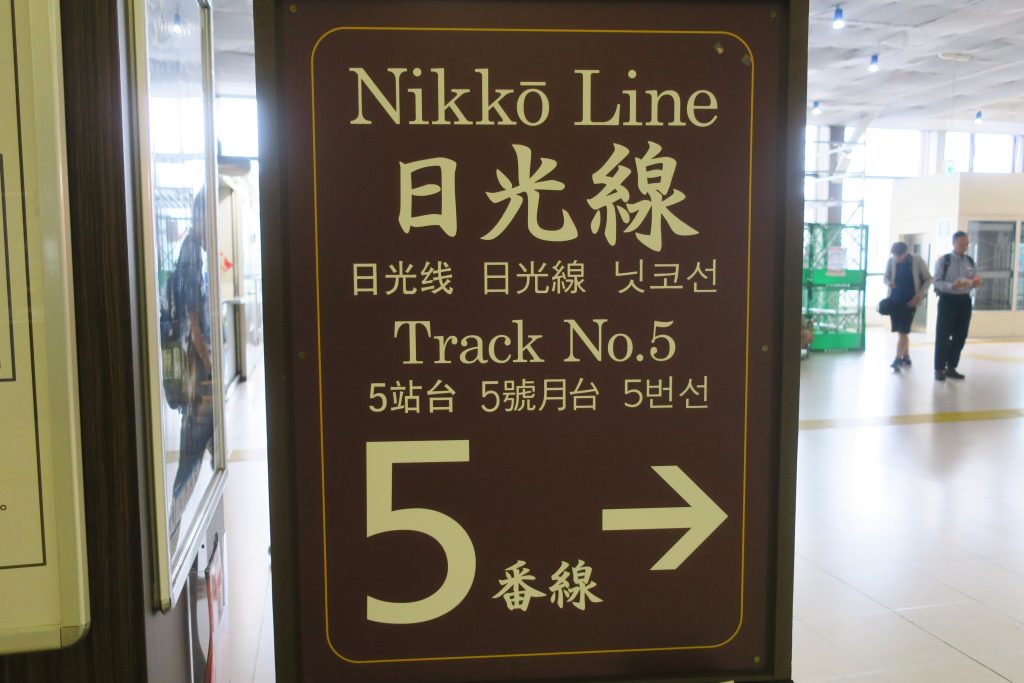 Nikkō Line
日光線
日光线 日光線 닛코선
Track No.5
5站台 5號月台 5번선
5番線 →